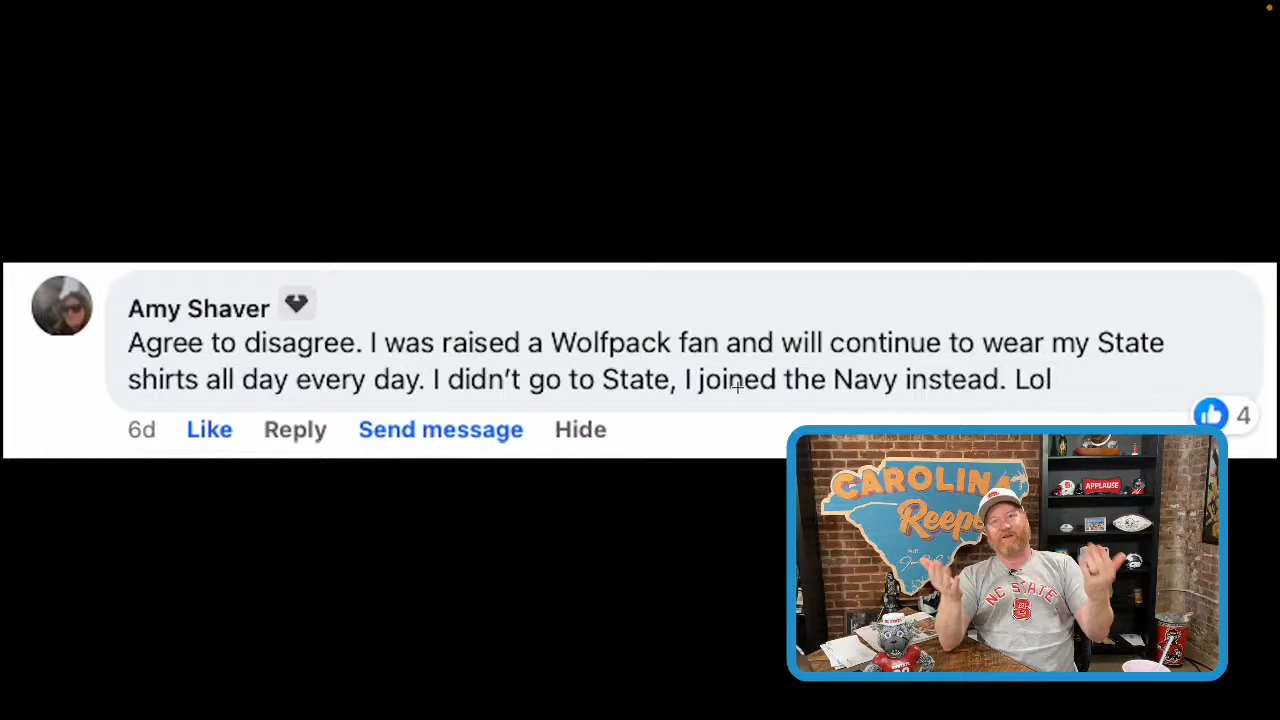 Amy Shaver
Agree to disagree. I was raised a Wolfpack fan and will continue to wear my State
shirts all day every day. I didn't go to State, I joined the Navy instead. Lol
6d Like Reply Send message Hide
4
CAROLINA
Reepe
APPLAUSE
NC STATE
S